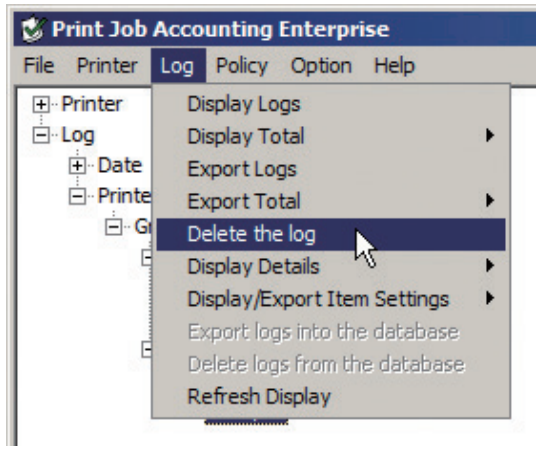 Print Job Accounting Enterprise
File Printer Log Policy Option Help
Printer
Log
Date
Display Logs
Display Total
Export Logs
Export Total
Delete the log
Display Details
Display/Export Item Settings
Export logs into the database
Delete logs from the database
Refresh Display